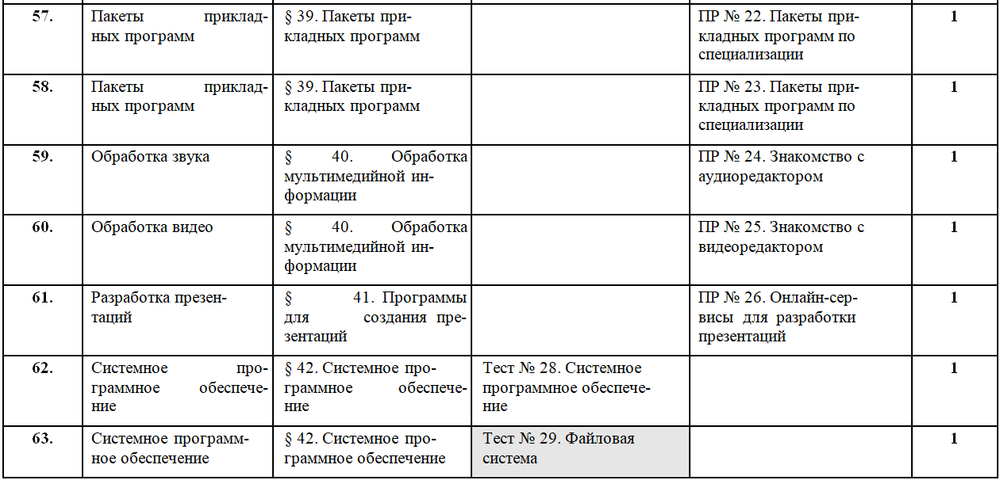 57.
Пакеты приклад-
ных программ
§ 39. Пакеты при-
кладных программ
ПР № 22. Пакеты при-
кладных программ по
специализации
1
58.
Пакеты приклад-
ных программ
§ 39. Пакеты при-
кладных программ
ПР № 23. Пакеты при-
кладных программ по
специализации
1
59.
Обработка звука
§ 40. Обработка
мультимедийной ин-
формации
ПР № 24. Знакомство с
аудиоредактором
1
60.
Обработка видео
§ 40. Обработка
мультимедийной ин-
формации
ПР № 25. Знакомство с
видеоредактором
1
61.
Разработка презен-
таций
§ 41. Программы
для создания пре-
зентаций
ПР № 26. Онлайн-сер-
висы для разработки
презентаций
1
62.
Системное про-
граммное обеспече-
ние
§ 42. Системное про-
граммное обеспече-
ние
Тест № 28. Системное
программное обеспече-
ние
1
63.
Системное программ-
ное обеспечение
§ 42. Системное про-
граммное обеспечение
Тест № 29. Файловая
система
1